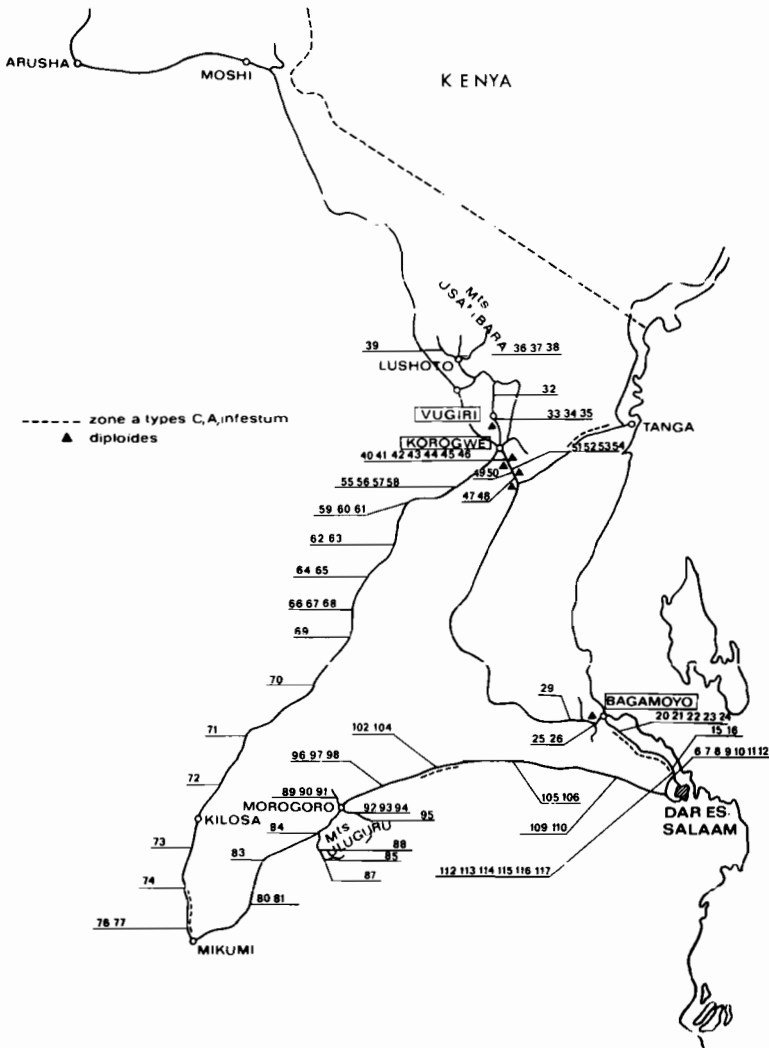 ARUSHA
MOSHI
KENYA
Mts
USAMBARA
39
36 37 38
LUSHOTO
32
VUGIRI
33 34 35
zone a types C,A,infestum
TANGA
diploides
KOROGWE
51 52 53 54
40 41 42 43 44 45 46
49 50
55 56 57 58
47 48
59 60 61
62 63
64 65
66 67 68
69
70
29
BAGAMOYO
20 21 22 23 24
71
102 104
25 26
15 16
96 97 98
6 7 8 9 10 11 12
72
89 90 91
105 106
MOROGORO
92 93 94
DAR ES.
SALAAM
KILOSA
84
95
109 110
Mts
ULUGURU
73
88
83
85
112 113 114 115 116 117
87
74
80 81
76 77
MIKUMI